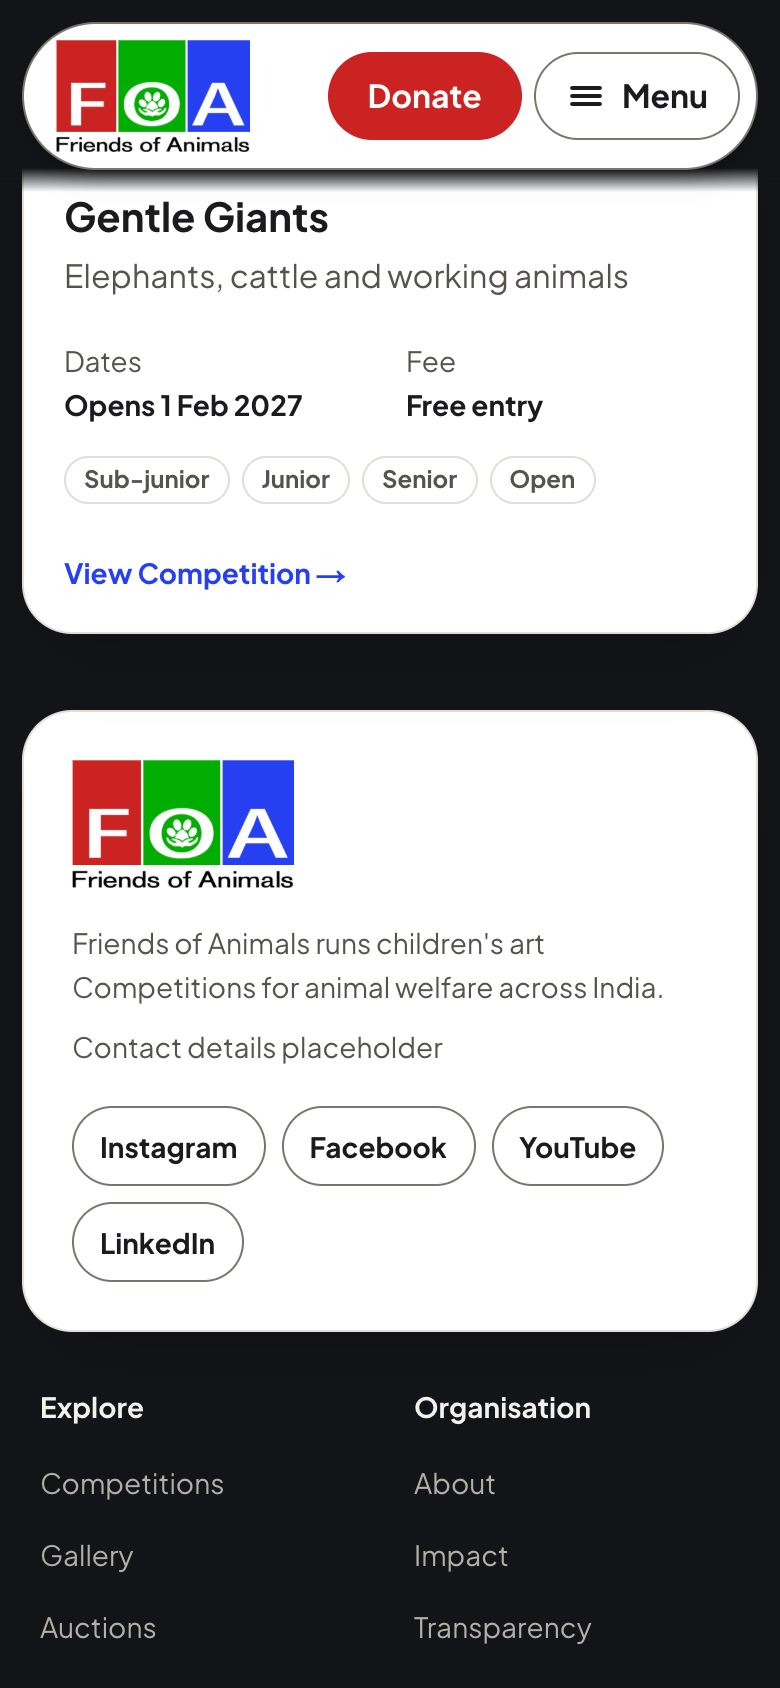 FOA
Friends of Animals
Donate
Menu
Gentle Giants
Elephants, cattle and working animals
Dates
Fee
Opens 1 Feb 2027
Free entry
Sub-junior
Junior
Senior
Open
View Competition →
FOA
Friends of Animals
Friends of Animals runs children's art
Competitions for animal welfare across India.
Contact details placeholder
Instagram
Facebook
YouTube
LinkedIn
Explore
Organisation
Competitions
About
Gallery
Impact
Auctions
Transparency